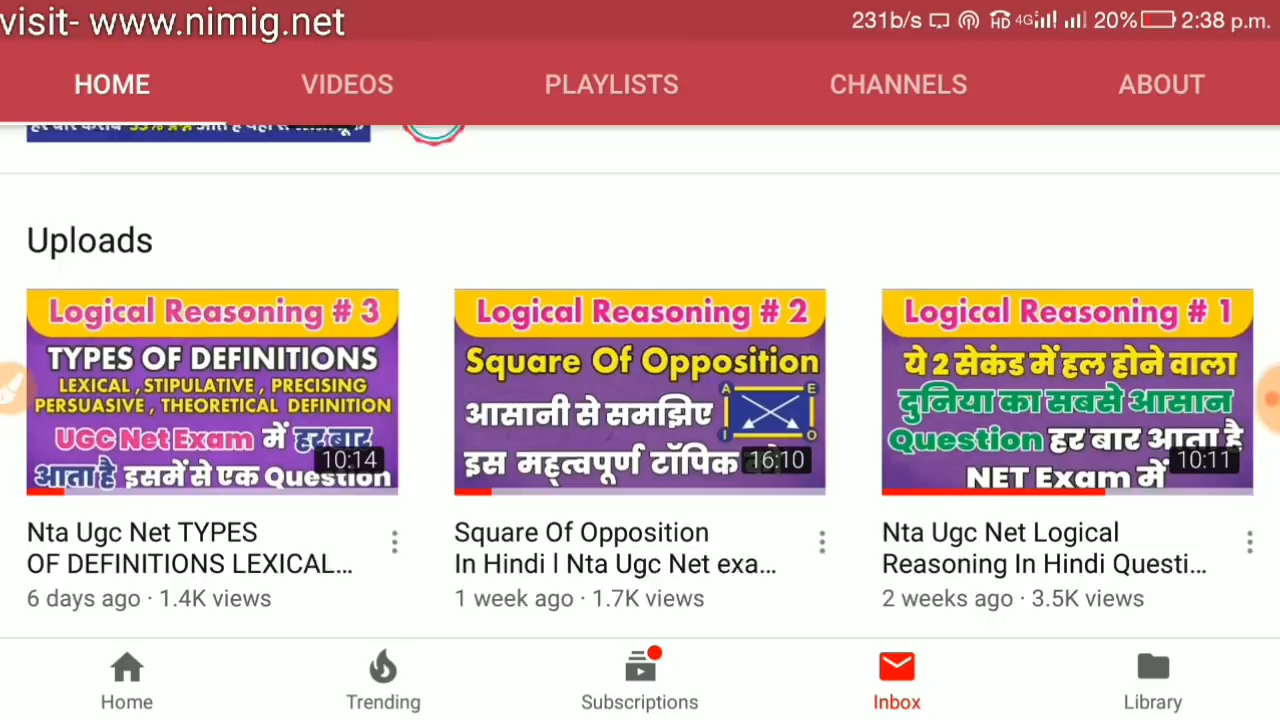 visit- www.nimig.net
231b/s HD 4G 20% 2:38 p.m.
HOME VIDEOS PLAYLISTS CHANNELS ABOUT
Uploads
Logical Reasoning # 3
TYPES OF DEFINITIONS
LEXICAL , STIPULATIVE , PRECISING
PERSUASIVE , THEORETICAL DEFINITION
UGC Net Exam में हर बार
आता है इसमें से एक Question
10:14
Logical Reasoning # 2
Square Of Opposition
आसानी से समझिए
A E
I O
इस महत्वपूर्ण टॉपिक
16:10
Logical Reasoning # 1
ये 2 सेकंड में हल होने वाला
दुनिया का सबसे आसान
Question हर बार आता है
NET Exam में
10:11
Nta Ugc Net TYPES
OF DEFINITIONS LEXICAL...
6 days ago · 1.4K views
Square Of Opposition
In Hindi l Nta Ugc Net exa...
1 week ago · 1.7K views
Nta Ugc Net Logical
Reasoning In Hindi Questi...
2 weeks ago · 3.5K views
Home Trending Subscriptions Inbox Library